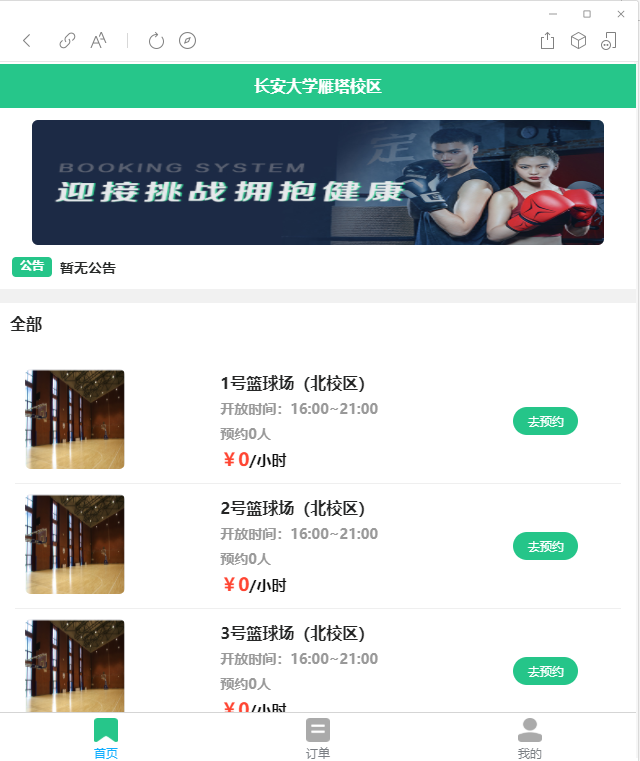 长安大学雁塔校区
定
BOOKING SYSTEM
迎接挑战拥抱健康
公告 暂无公告
全部
1号篮球场（北校区）
开放时间：16:00~21:00
预约0人
￥0/小时
去预约
2号篮球场（北校区）
开放时间：16:00~21:00
预约0人
￥0/小时
去预约
3号篮球场（北校区）
开放时间：16:00~21:00
预约0人
￥0/小时
去预约
首页 订单 我的